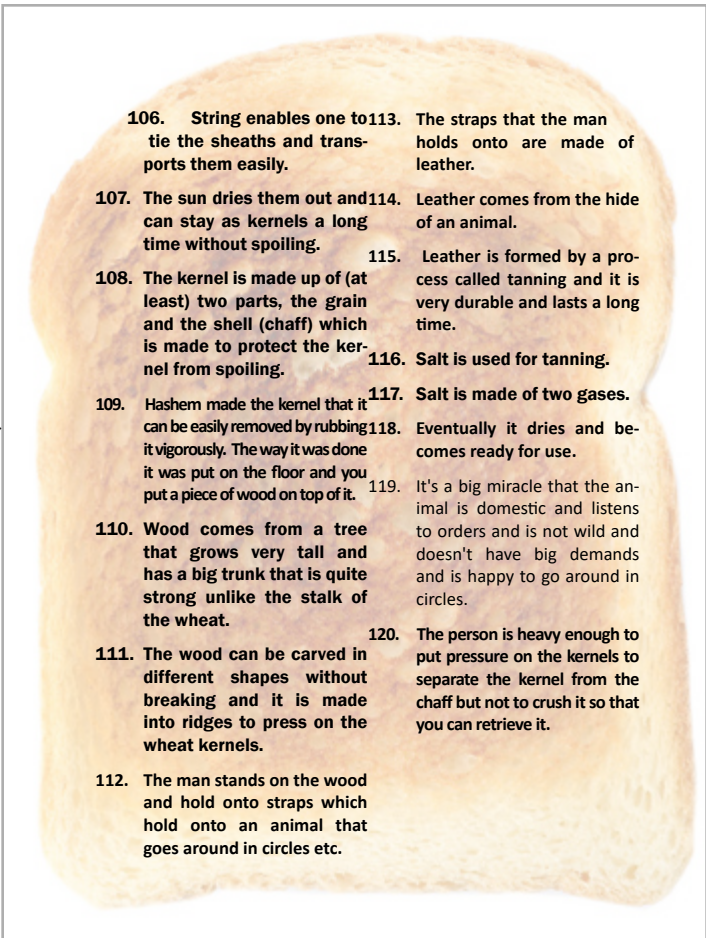 106. String enables one to
tie the sheaths and trans-
ports them easily.
107. The sun dries them out and
can stay as kernels a long
time without spoiling.
108. The kernel is made up of (at
least) two parts, the grain
and the shell (chaff) which
is made to protect the ker-
nel from spoiling.
109. Hashem made the kernel that it
can be easily removed by rubbing
it vigorously. The way it was done
it was put on the floor and you
put a piece of wood on top of it.
110. Wood comes from a tree
that grows very tall and
has a big trunk that is quite
strong unlike the stalk of
the wheat.
111. The wood can be carved in
different shapes without
breaking and it is made
into ridges to press on the
wheat kernels.
112. The man stands on the wood
and hold onto straps which
hold onto an animal that
goes around in circles etc.
113. The straps that the man
holds onto are made of
leather.
114. Leather comes from the hide
of an animal.
115. Leather is formed by a pro-
cess called tanning and it is
very durable and lasts a long
time.
116. Salt is used for tanning.
117. Salt is made of two gases.
118. Eventually it dries and be-
comes ready for use.
119. It's a big miracle that the an-
imal is domestic and listens
to orders and is not wild and
doesn't have big demands
and is happy to go around in
circles.
120. The person is heavy enough to
put pressure on the kernels to
separate the kernel from the
chaff but not to crush it so that
you can retrieve it.